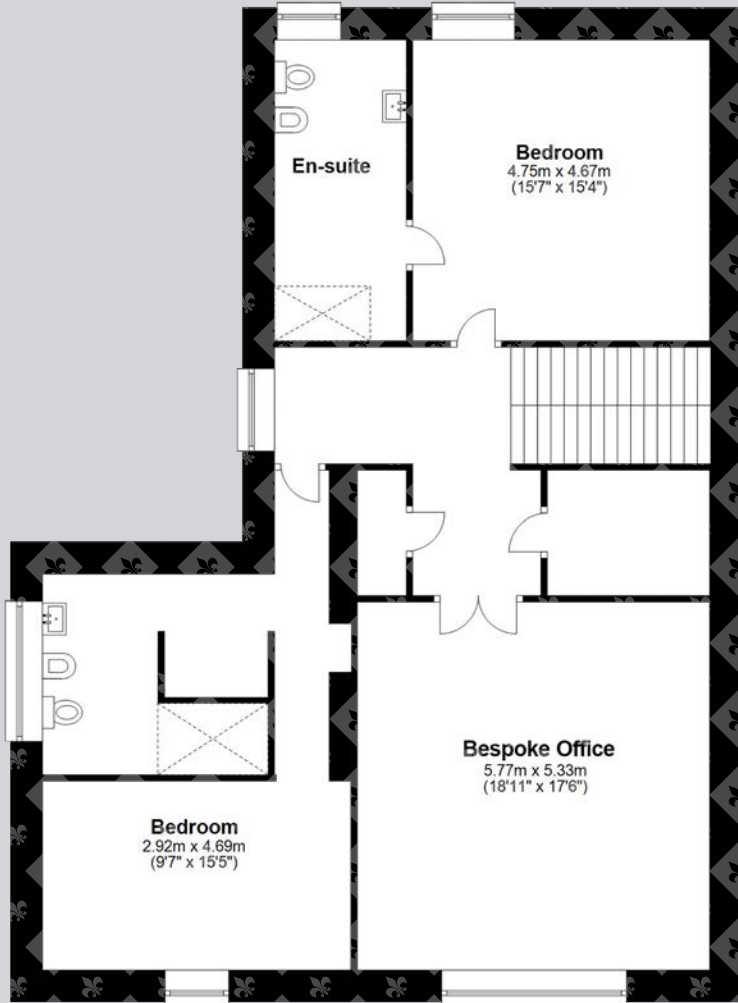 En-suite
Bedroom
4.75m x 4.67m
(15'7" x 15'4")
Bespoke Office
5.77m x 5.33m
(18'11" x 17'6")
Bedroom
2.92m x 4.69m
(9'7" x 15'5")